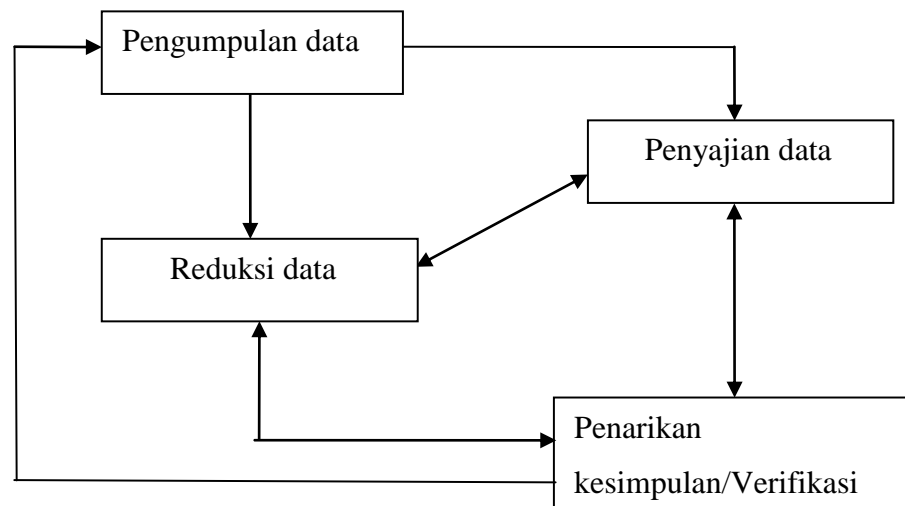 Pengumpulan data
Penyajian data
Reduksi data
Penarikan
kesimpulan/Verifikasi